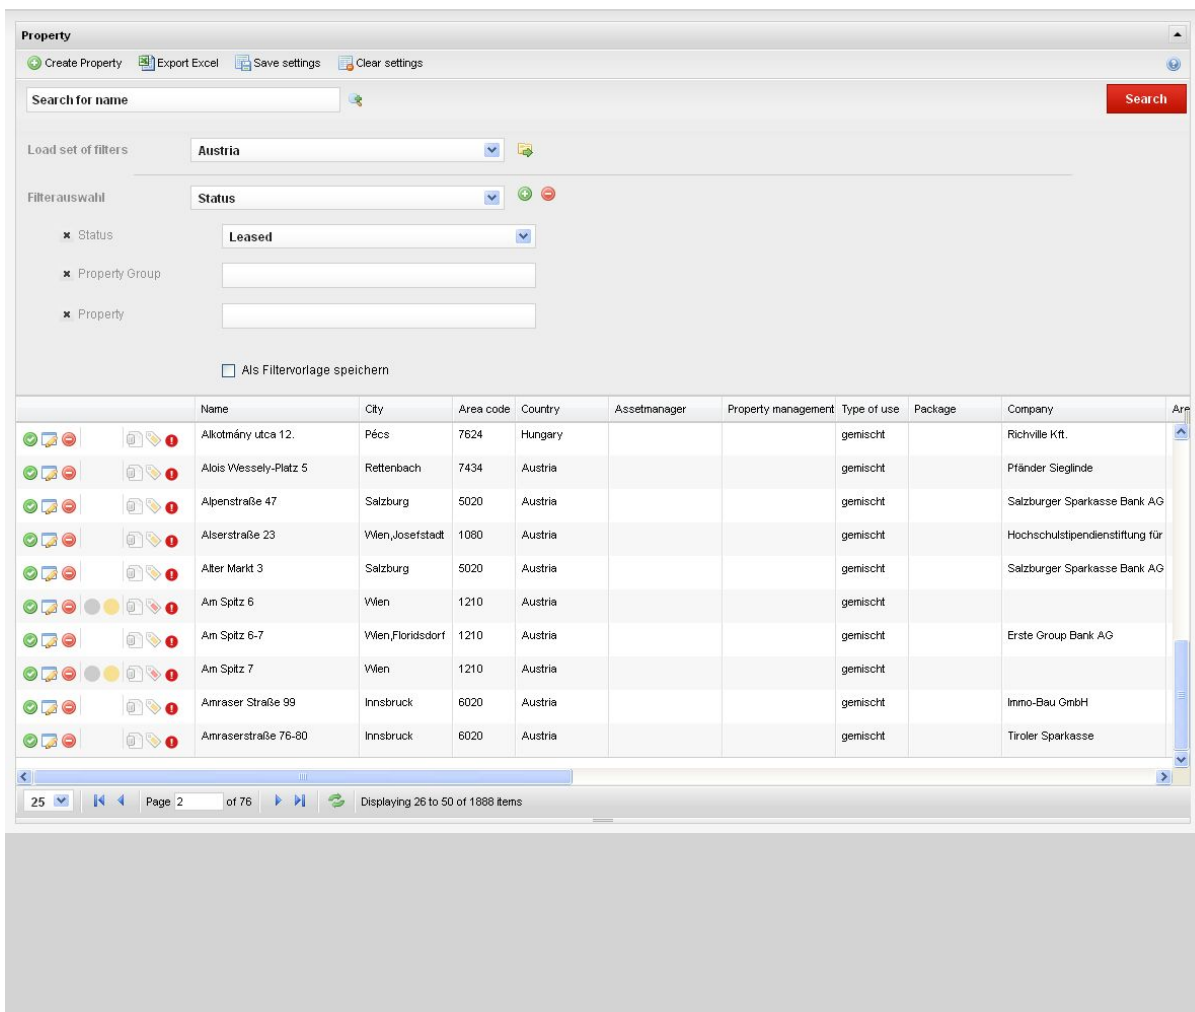 Property
Create Property Export Excel Save settings Clear settings
Search for name Search
Load set of filters Austria
Filterauswahl Status
Status Leased
Property Group
Property
Als Filtervorlage speichern
Name City Area code Country Assetmanager Property management Type of use Package Company Are
Alkotmány utca 12. Pécs 7624 Hungary gemischt Richville Kft.
Alois Wessely-Platz 5 Rettenbach 7434 Austria gemischt Pfänder Sieglinde
Alpenstraße 47 Salzburg 5020 Austria gemischt Salzburger Sparkasse Bank AG
Alserstraße 23 Wien,Josefstadt 1080 Austria gemischt Hochschulstipendienstiftung für
Alter Markt 3 Salzburg 5020 Austria gemischt Salzburger Sparkasse Bank AG
Am Spitz 6 Wien 1210 Austria gemischt
Am Spitz 6-7 Wien,Floridsdorf 1210 Austria gemischt Erste Group Bank AG
Am Spitz 7 Wien 1210 Austria gemischt
Amraser Straße 99 Innsbruck 6020 Austria gemischt Immo-Bau GmbH
Amraserstraße 76-80 Innsbruck 6020 Austria gemischt Tiroler Sparkasse
25 Page 2 of 76 Displaying 26 to 50 of 1888 items